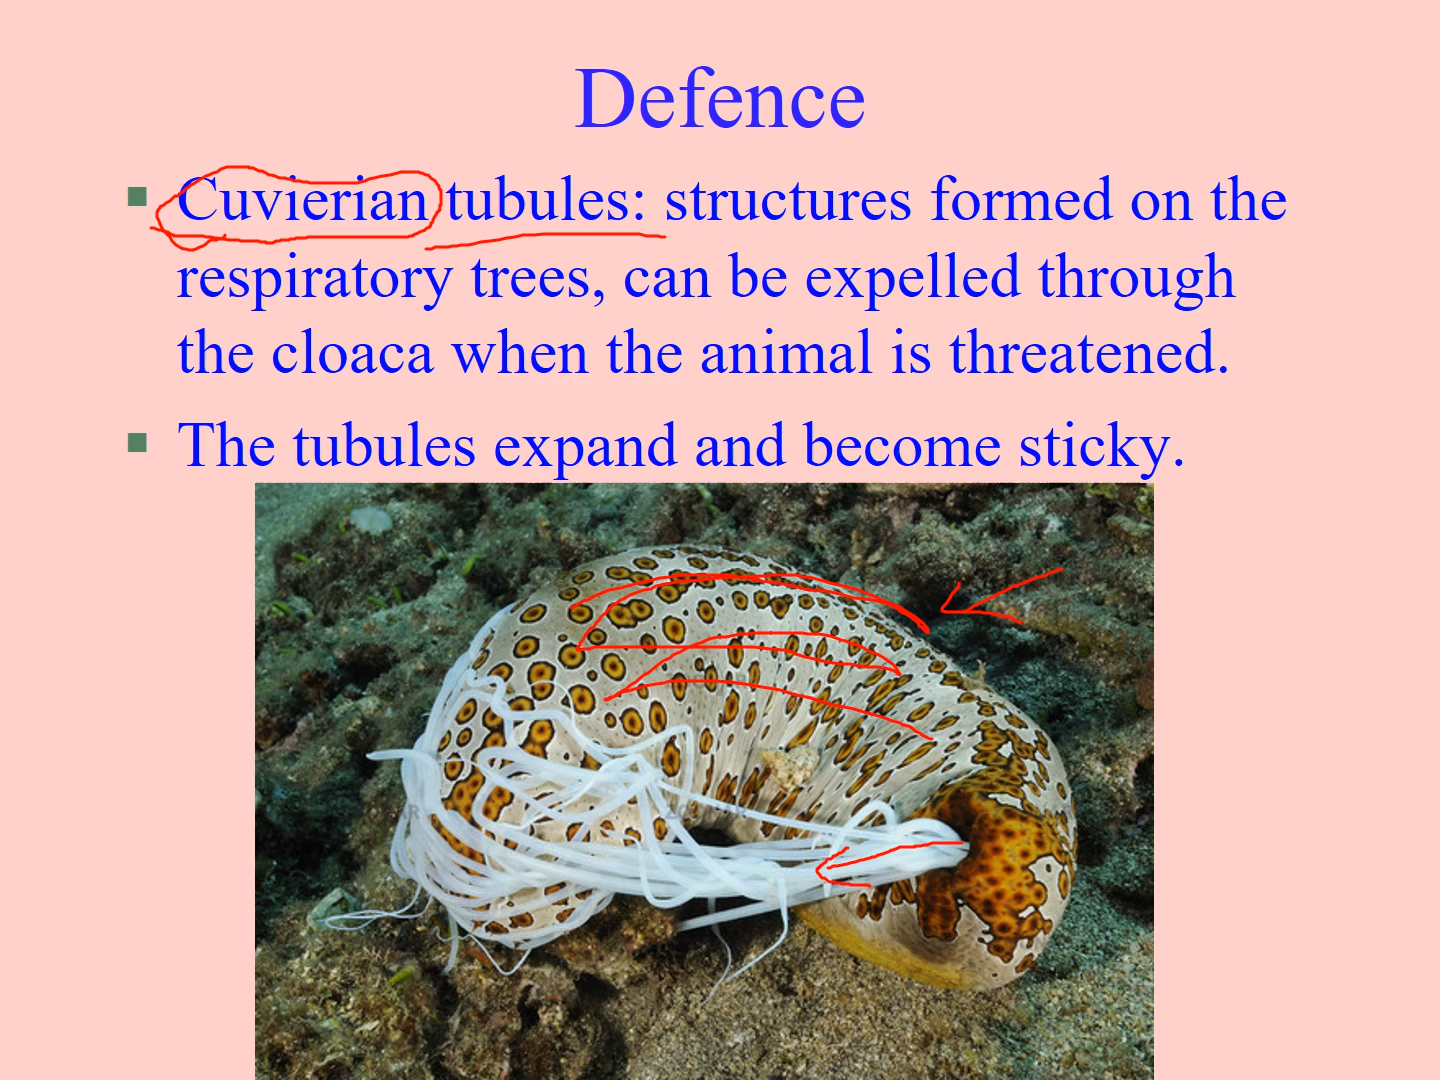 Defence
Cuvierian tubules: structures formed on the
respiratory trees, can be expelled through
the cloaca when the animal is threatened.
The tubules expand and become sticky.